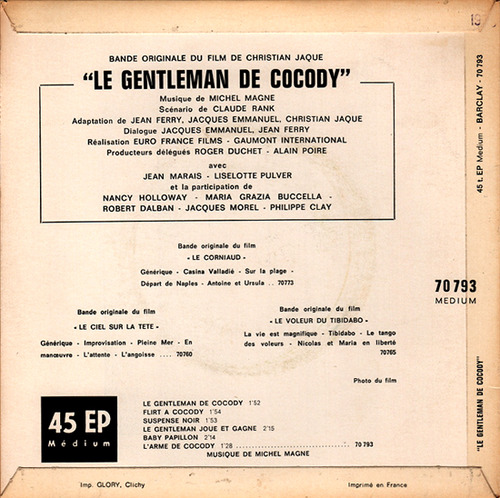 19
BANDE ORIGINALE DU FILM DE CHRISTIAN JAQUE
"LE GENTLEMAN DE COCODY"
Musique de MICHEL MAGNE
Scénario de CLAUDE RANK
Adaptation de JEAN FERRY, JACQUES EMMANUEL, CHRISTIAN JAQUE
Dialogue JACQUES EMMANUEL, JEAN FERRY
Réalisation EURO FRANCE FILMS - GAUMONT INTERNATIONAL
Producteurs délégués ROGER DUCHET - ALAIN POIRE
avec
JEAN MARAIS - LISELOTTE PULVER
et la participation de
NANCY HOLLOWAY - MARIA GRAZIA BUCCELLA -
ROBERT DALBAN - JACQUES MOREL - PHILIPPE CLAY
45 t. EP Medium - BARCLAY - 70 793
Bande originale du film
- LE CORNIAUD -
Générique - Casina Valladié - Sur la plage -
Départ de Naples - Antoine et Ursula .. 70773
70 793
MEDIUM
Bande originale du film
- LE CIEL SUR LA TETE -
Générique - Improvisation - Pleine Mer - En
manœuvre - L'attente - L'angoisse .... 70760
Bande originale du film
- LE VOLEUR DU TIBIDABO -
La vie est magnifique - Tibidabo - Le tango
des voleurs - Nicolas et Maria en liberté
70765
Photo du film
"LE GENTLEMAN DE COCODY"
45 EP
Médium
LE GENTLEMAN DE COCODY 1'52
FLIRT A COCODY 1'54
SUSPENSE NOIR 1'53
LE GENTLEMAN JOUE ET GAGNE 2'15
BABY PAPILLON 2'14
L'ARME DE COCODY 1'28 .............................. 70 793
MUSIQUE DE MICHEL MAGNE
Imp. GLORY, Clichy
Imprimé en France